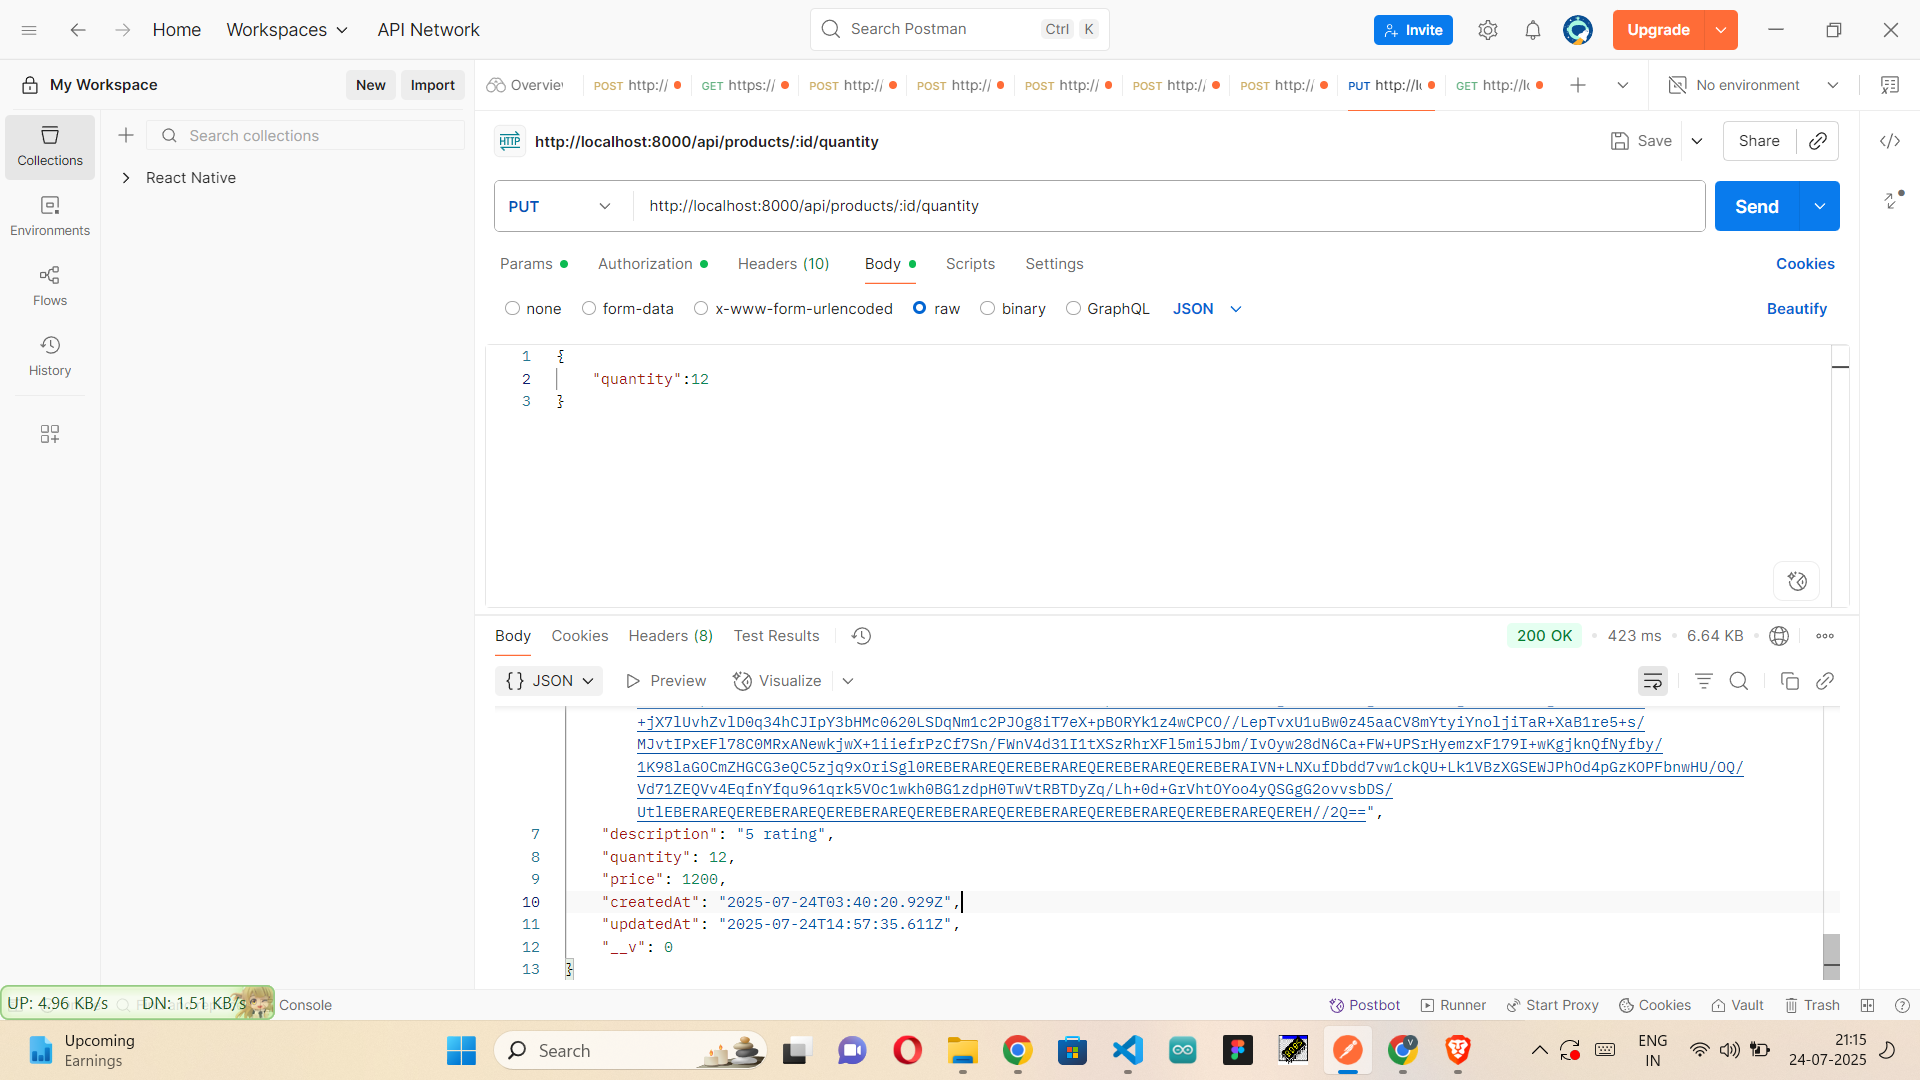 Home
Workspaces
API Network
Search Postman
Ctrl K
Invite
Upgrade
My Workspace
New
Import
Overvie
POST http:/
GET https:/
POST http:/
POST http:/
POST http:/
POST http:/
POST http:/
PUT http://lo
GET http://lo
No environment
Collections
Environments
Flows
History
Search collections
React Native
HTTP
http://localhost:8000/api/products/:id/quantity
Save
Share
PUT
http://localhost:8000/api/products/:id/quantity
Send
Params
Authorization
Headers (10)
Body
Scripts
Settings
Cookies
none
form-data
x-www-form-urlencoded
raw
binary
GraphQL
JSON
Beautify
1 {
2 "quantity":12
3 }
Body
Cookies
Headers (8)
Test Results
200 OK
423 ms
6.64 KB
{} JSON
Preview
Visualize
+jX7lUvhZvlD0q34hCJIpY3bHMc0620LSDqNm1c2PJOg8iT7eX+pBORYk1z4wCPCO//LepTvxU1uBw0z45aaCV8mYtyiYnoljiTaR+XaB1re5+s/
MJvtIPxEFl78C0MRxANewkjwX+1iiefrPzCf7Sn/FWnV4d31I1tXSzRhrXFl5mi5Jbm/IvOyw28dN6Ca+FW+UPSrHyemzxF179I+wKgjknQfNyfby/
1K98laGOCmZHGCG3eQC5zjq9xOriSgl0REBERAREQEREBERAREQEREBERAREQEREBERAIVN+LNXufDbdd7vw1ckQU+Lk1VBzXGSEWJPhOd4pGzKOPFbnwHU/OQ/
Vd71ZEQVv4EqfnYfqu961qrk5VOc1wkh0BG1zdpH0TwVtRBTDyZq/Lh+0d+GrVhtOYoo4yQSGgG2ovvsbDS/
UtlEBERAREQEREBERAREQEREBERAREQEREBERAREQEREBERAREQEREBERAREQEREBERAREQEREH//2Q==",
7 "description": "5 rating",
8 "quantity": 12,
9 "price": 1200,
10 "createdAt": "2025-07-24T03:40:20.929Z",
11 "updatedAt": "2025-07-24T14:57:35.611Z",
12 "__v": 0
13 }
UP: 4.96 KB/s
DN: 1.51 KB/s
Console
Postbot
Runner
Start Proxy
Cookies
Vault
Trash
Upcoming
Earnings
Search
ENG
IN
21:15
24-07-2025